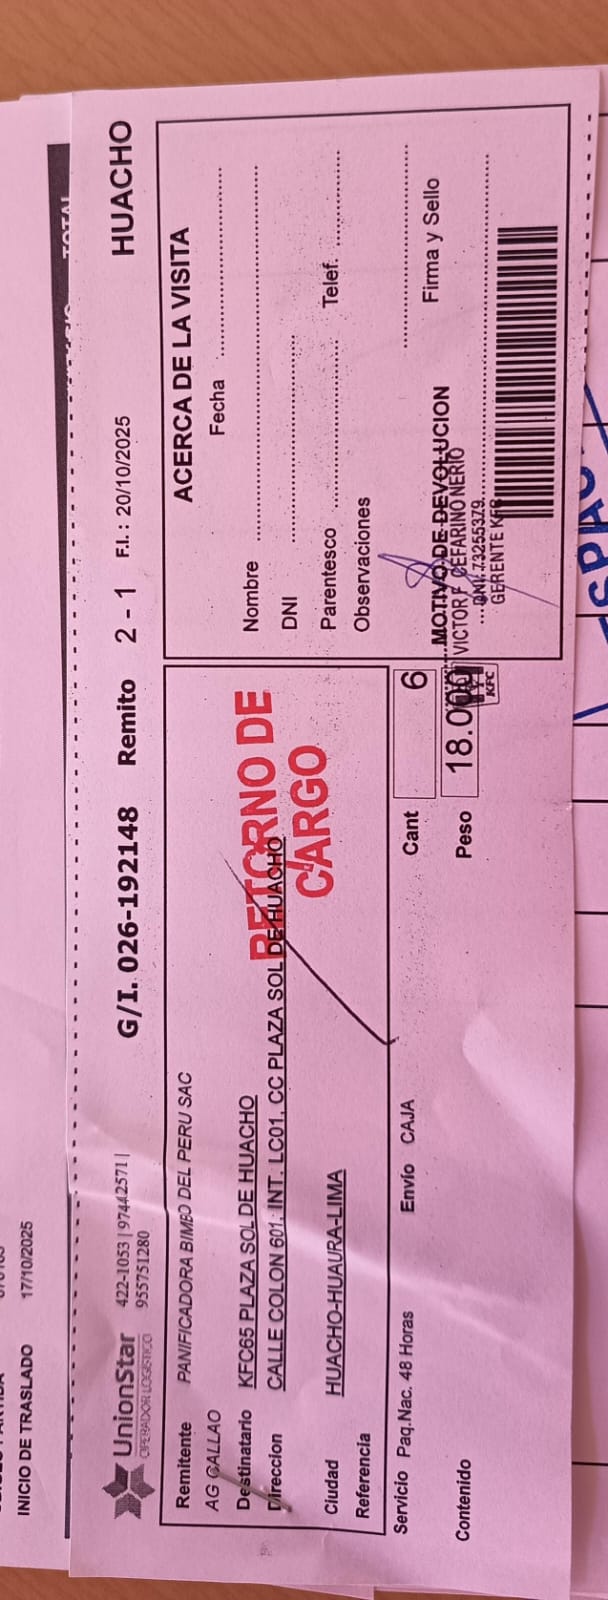 INICIO DE TRASLADO 17/10/2025
TOTAL
UnionStar 422-1053 | 97442571 | G/I. 026-192148 Remito 2 - 1 F.I.: 20/10/2025 HUACHO
OPERADOR LOGÍSTICO 955751280
Remitente PANIFICADORA BIMBO DEL PERU SAC
AG CALLAO
Destinatario KFC65 PLAZA SOL DE HUACHO
Direccion CALLE COLON 601. INT. LC01, CC PLAZA SOL DE HUACHO
Ciudad HUACHO-HUAURA-LIMA
Referencia
RETORNO DE
CARGO
Servicio Paq.Nac. 48 Horas Envío CAJA Cant 6
Contenido Peso 18.000
ACERCA DE LA VISITA
Fecha
Nombre
DNI
Parentesco Telef.
Observaciones
Firma y Sello
MOTIVO DE DEVOLUCION
VICTOR F. CEFARINO NERIO
DNI: 73255379
GERENTE KFC
KFC